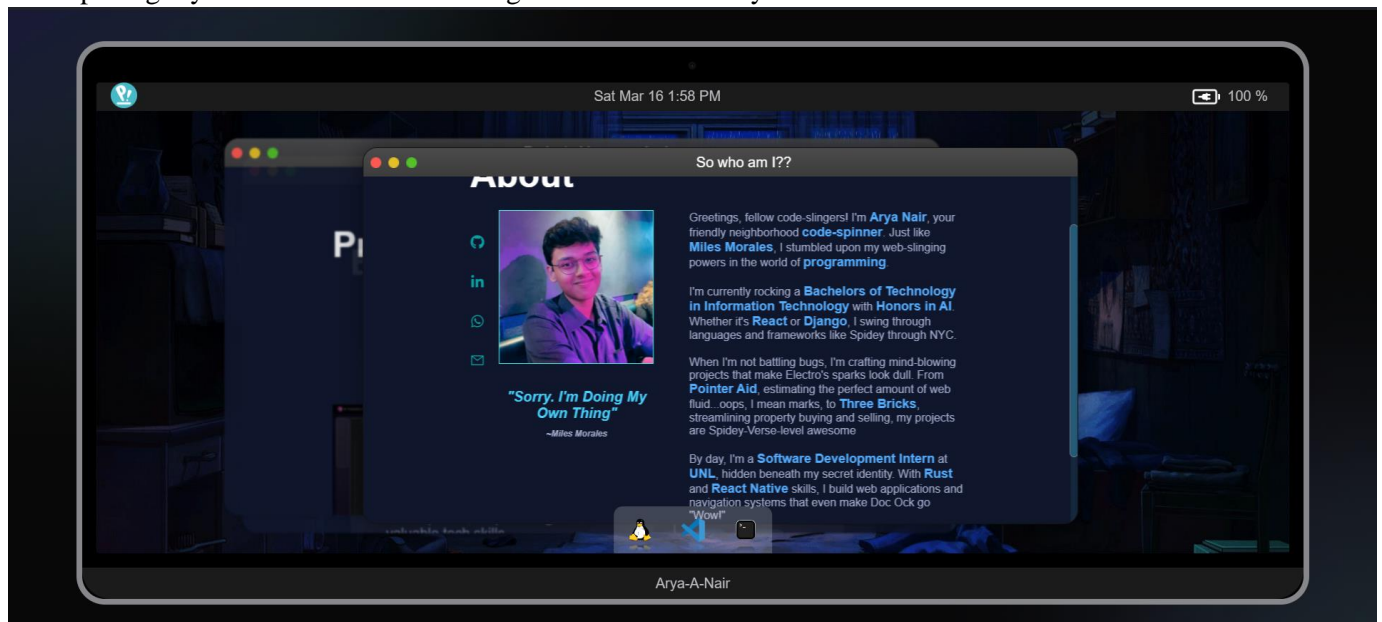 Sat Mar 16 1:58 PM
100 %
So who am I??
About
Greetings, fellow code-slingers! I'm Arya Nair, your
friendly neighborhood code-spinner. Just like
Miles Morales, I stumbled upon my web-slinging
powers in the world of programming.
I'm currently rocking a Bachelors of Technology
in Information Technology with Honors in AI.
Whether it's React or Django, I swing through
languages and frameworks like Spidey through NYC.
When I'm not battling bugs, I'm crafting mind-blowing
projects that make Electro's sparks look dull. From
Pointer Aid, estimating the perfect amount of web
fluid...oops, I mean marks, to Three Bricks,
streamlining property buying and selling, my projects
are Spidey-Verse-level awesome
By day, I'm a Software Development Intern at
UNL, hidden beneath my secret identity. With Rust
and React Native skills, I build web applications and
navigation systems that even make Doc Ock go
"Wow!"
in
"Sorry. I'm Doing My
Own Thing"
~Miles Morales
valuable tech skills
Arya-A-Nair